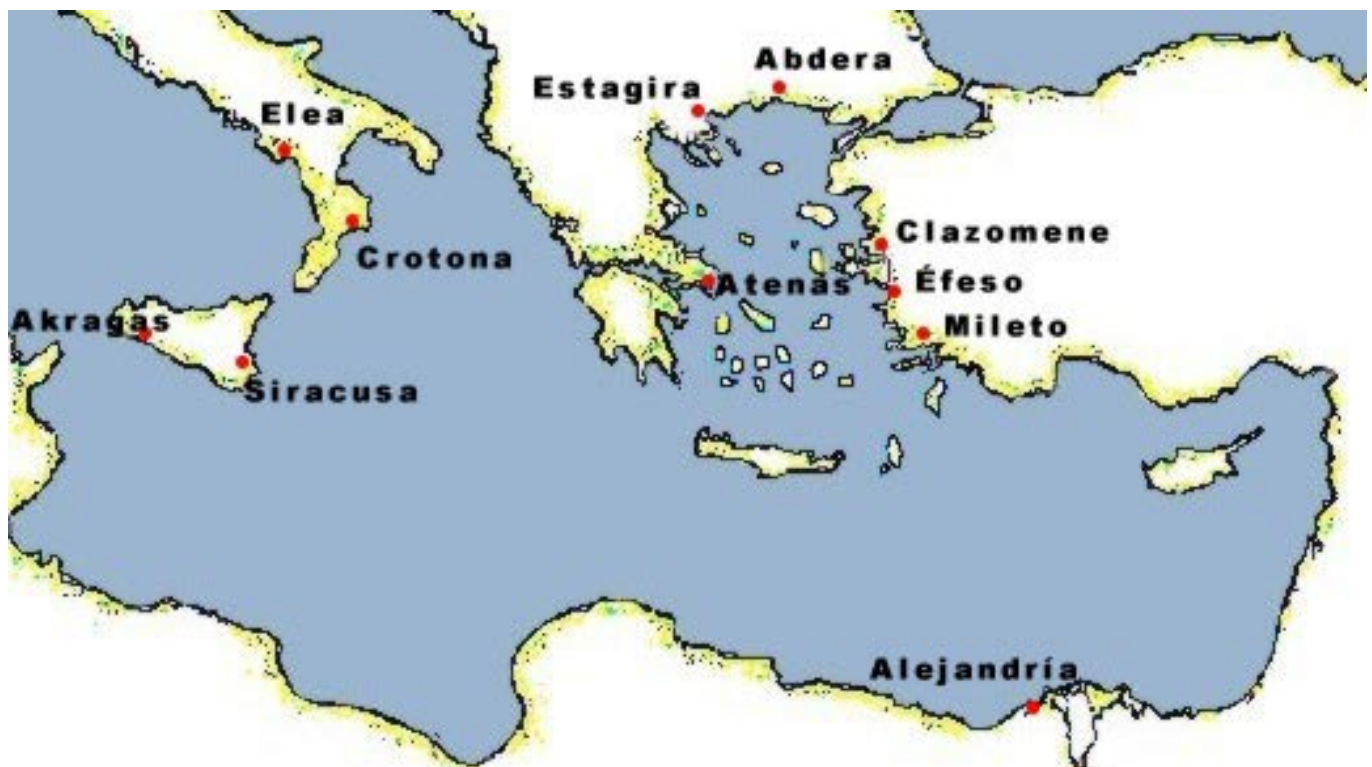 Abdera
Estagira
Elea
Clazomene
Crotona
Atenas
Éfeso
Akragas
Mileto
Siracusa
Alejandría